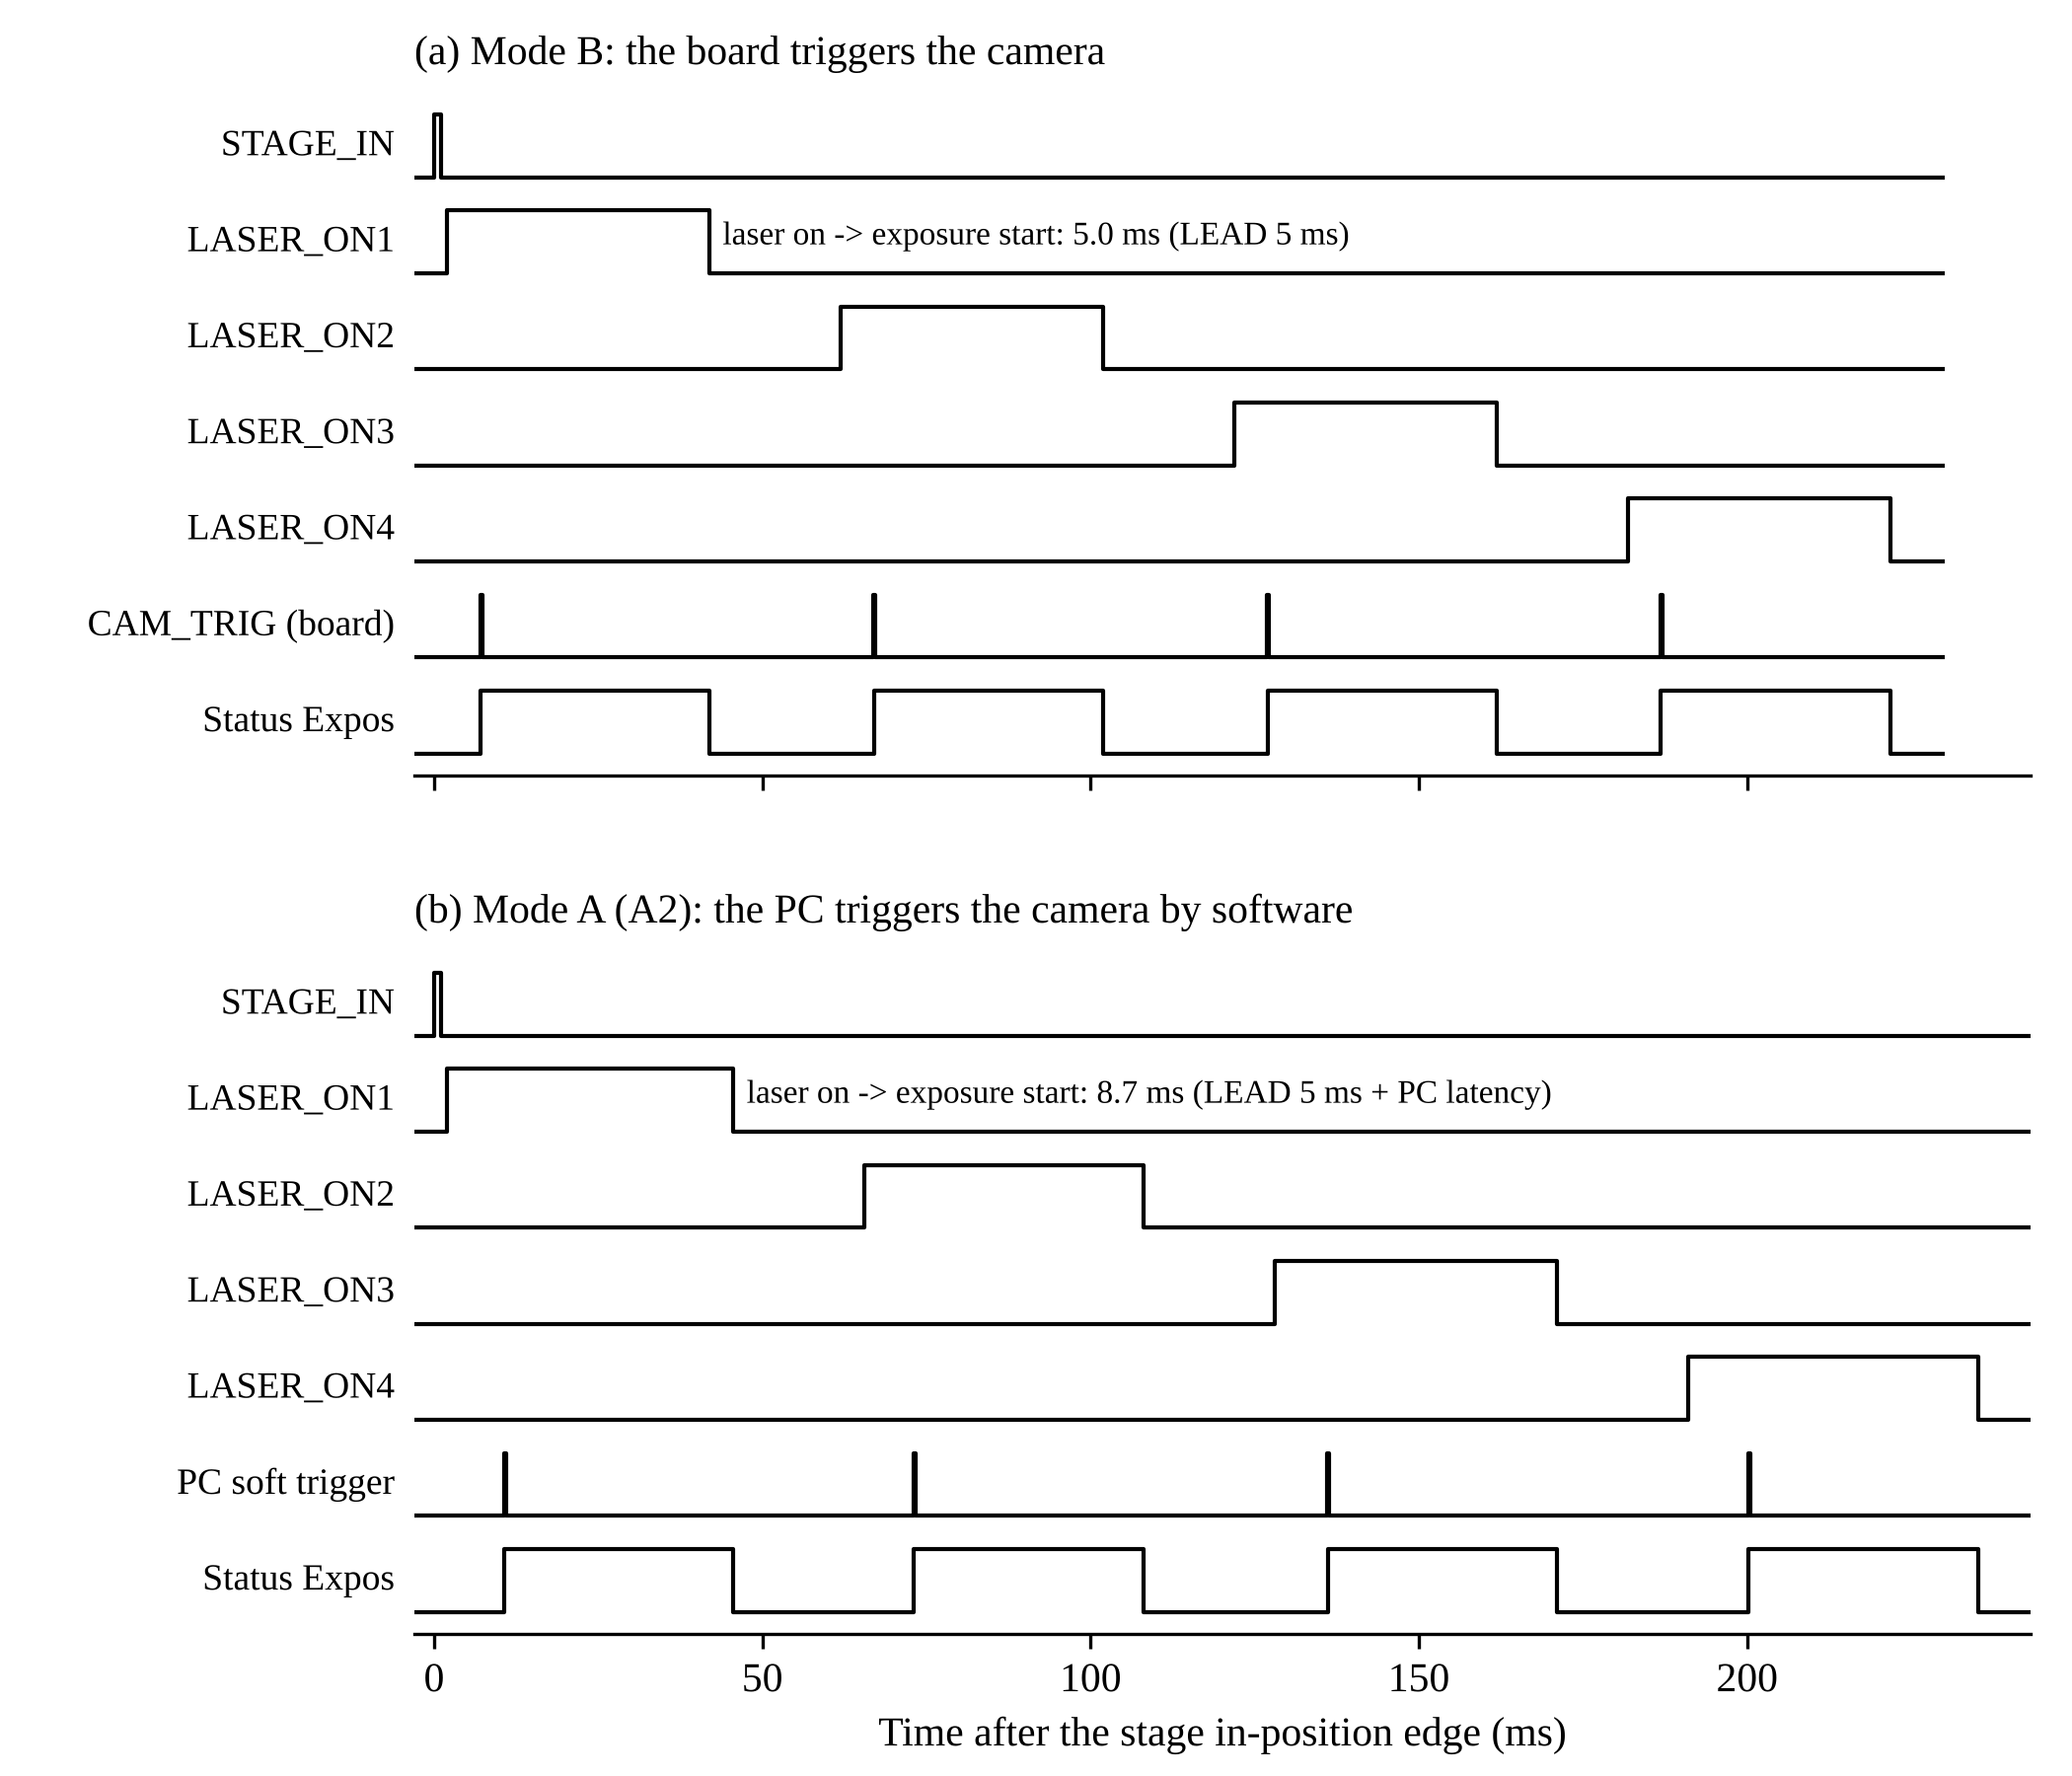 (a) Mode B: the board triggers the camera
STAGE_IN
LASER_ON1
laser on -> exposure start: 5.0 ms (LEAD 5 ms)
LASER_ON2
LASER_ON3
LASER_ON4
CAM_TRIG (board)
Status Expos
(b) Mode A (A2): the PC triggers the camera by software
STAGE_IN
LASER_ON1
laser on -> exposure start: 8.7 ms (LEAD 5 ms + PC latency)
LASER_ON2
LASER_ON3
LASER_ON4
PC soft trigger
Status Expos
0 50 100 150 200
Time after the stage in-position edge (ms)